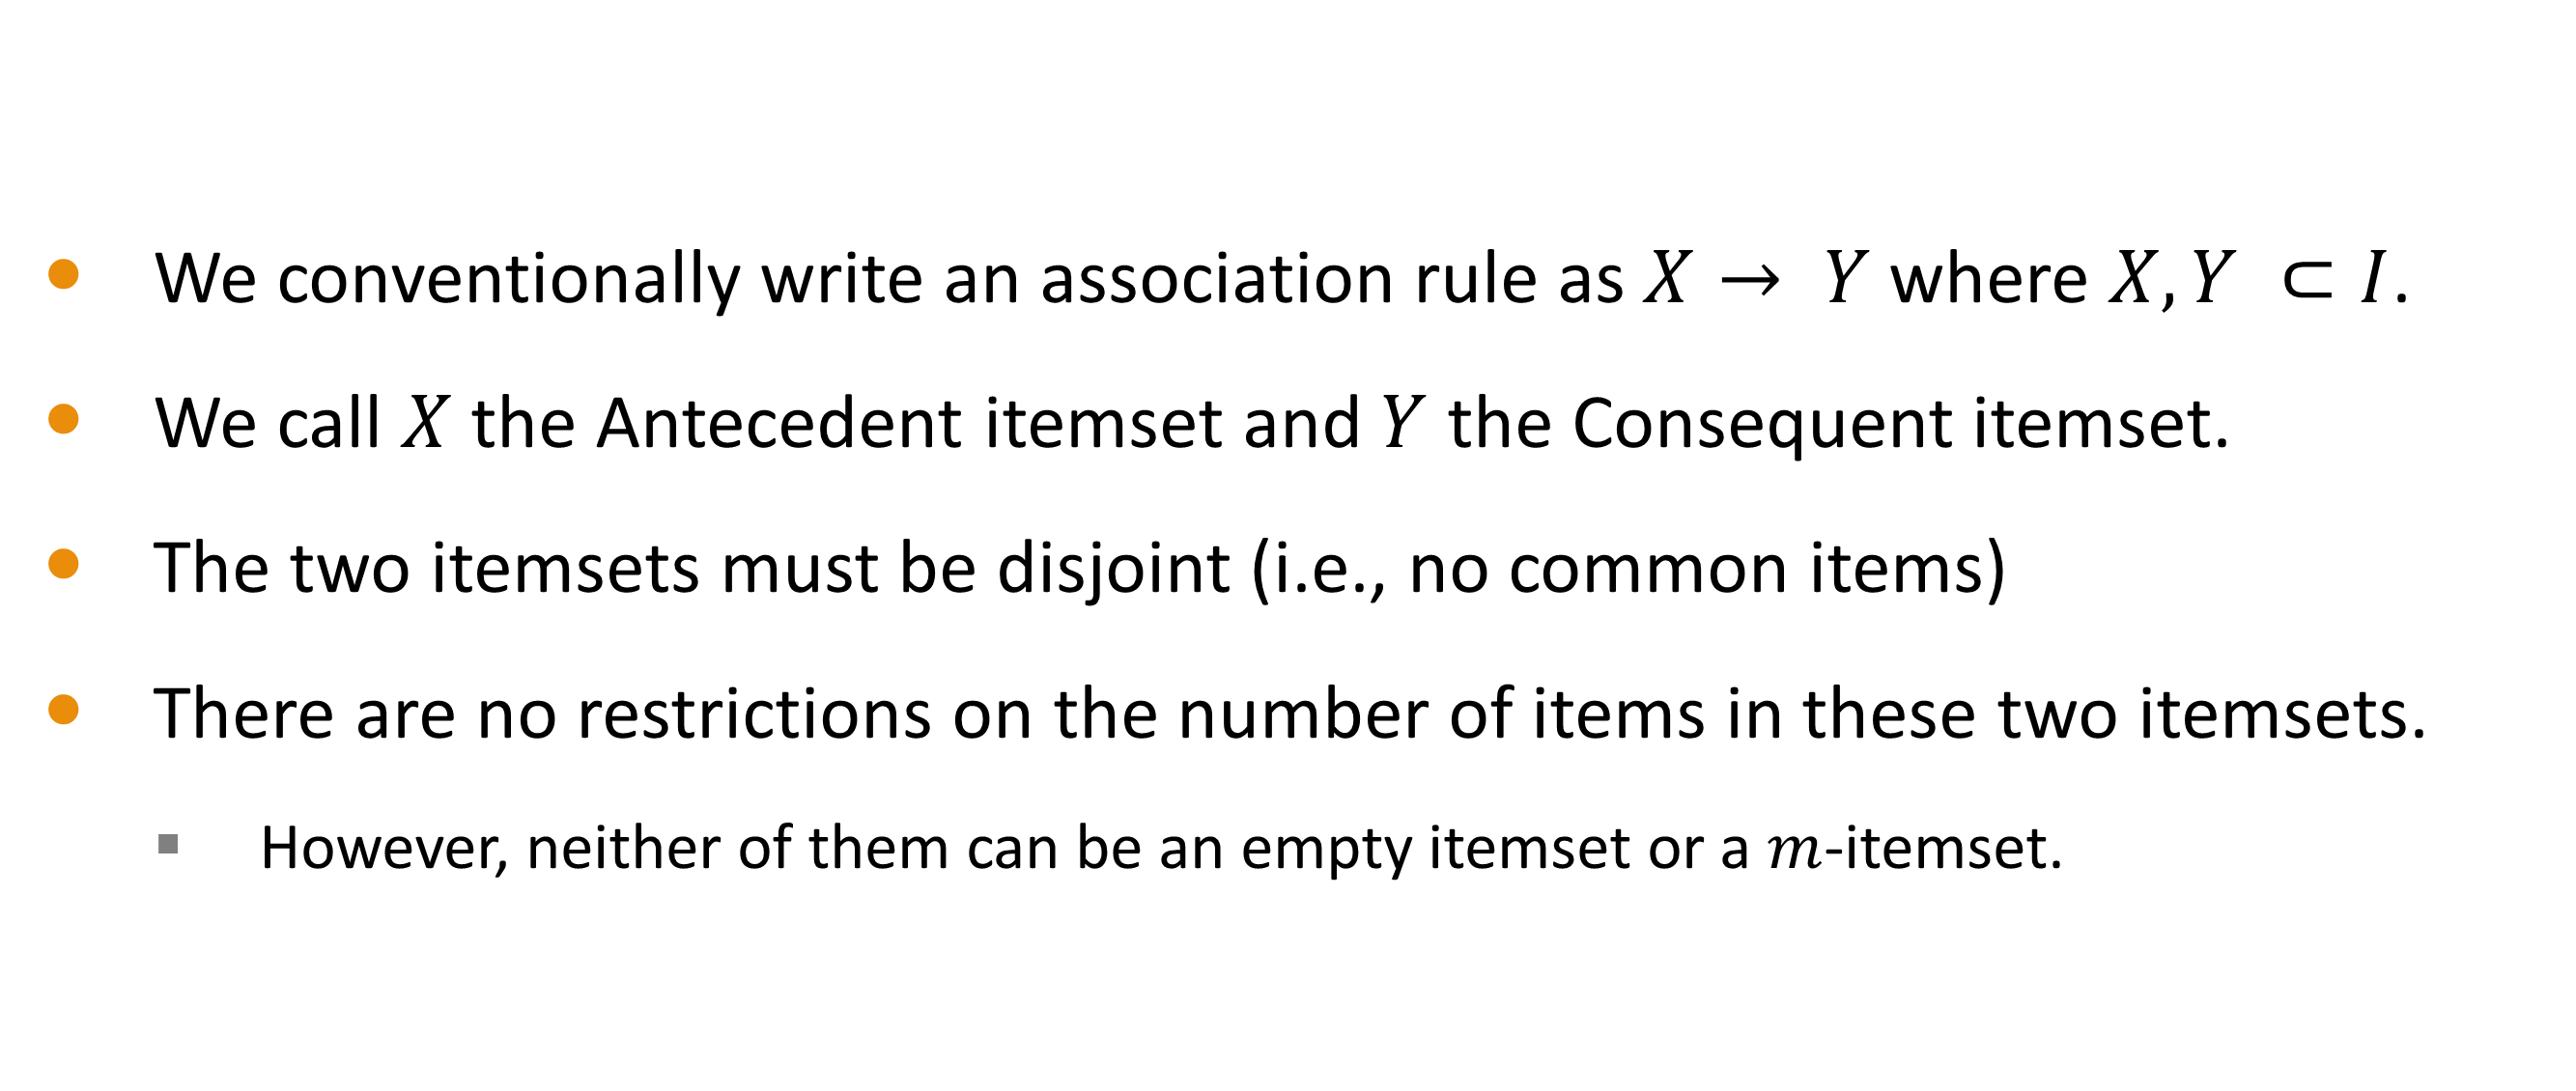 • We conventionally write an association rule as X → Y where X, Y ⊂ I.
• We call X the Antecedent itemset and Y the Consequent itemset.
• The two itemsets must be disjoint (i.e., no common items)
• There are no restrictions on the number of items in these two itemsets.
▪ However, neither of them can be an empty itemset or a m-itemset.